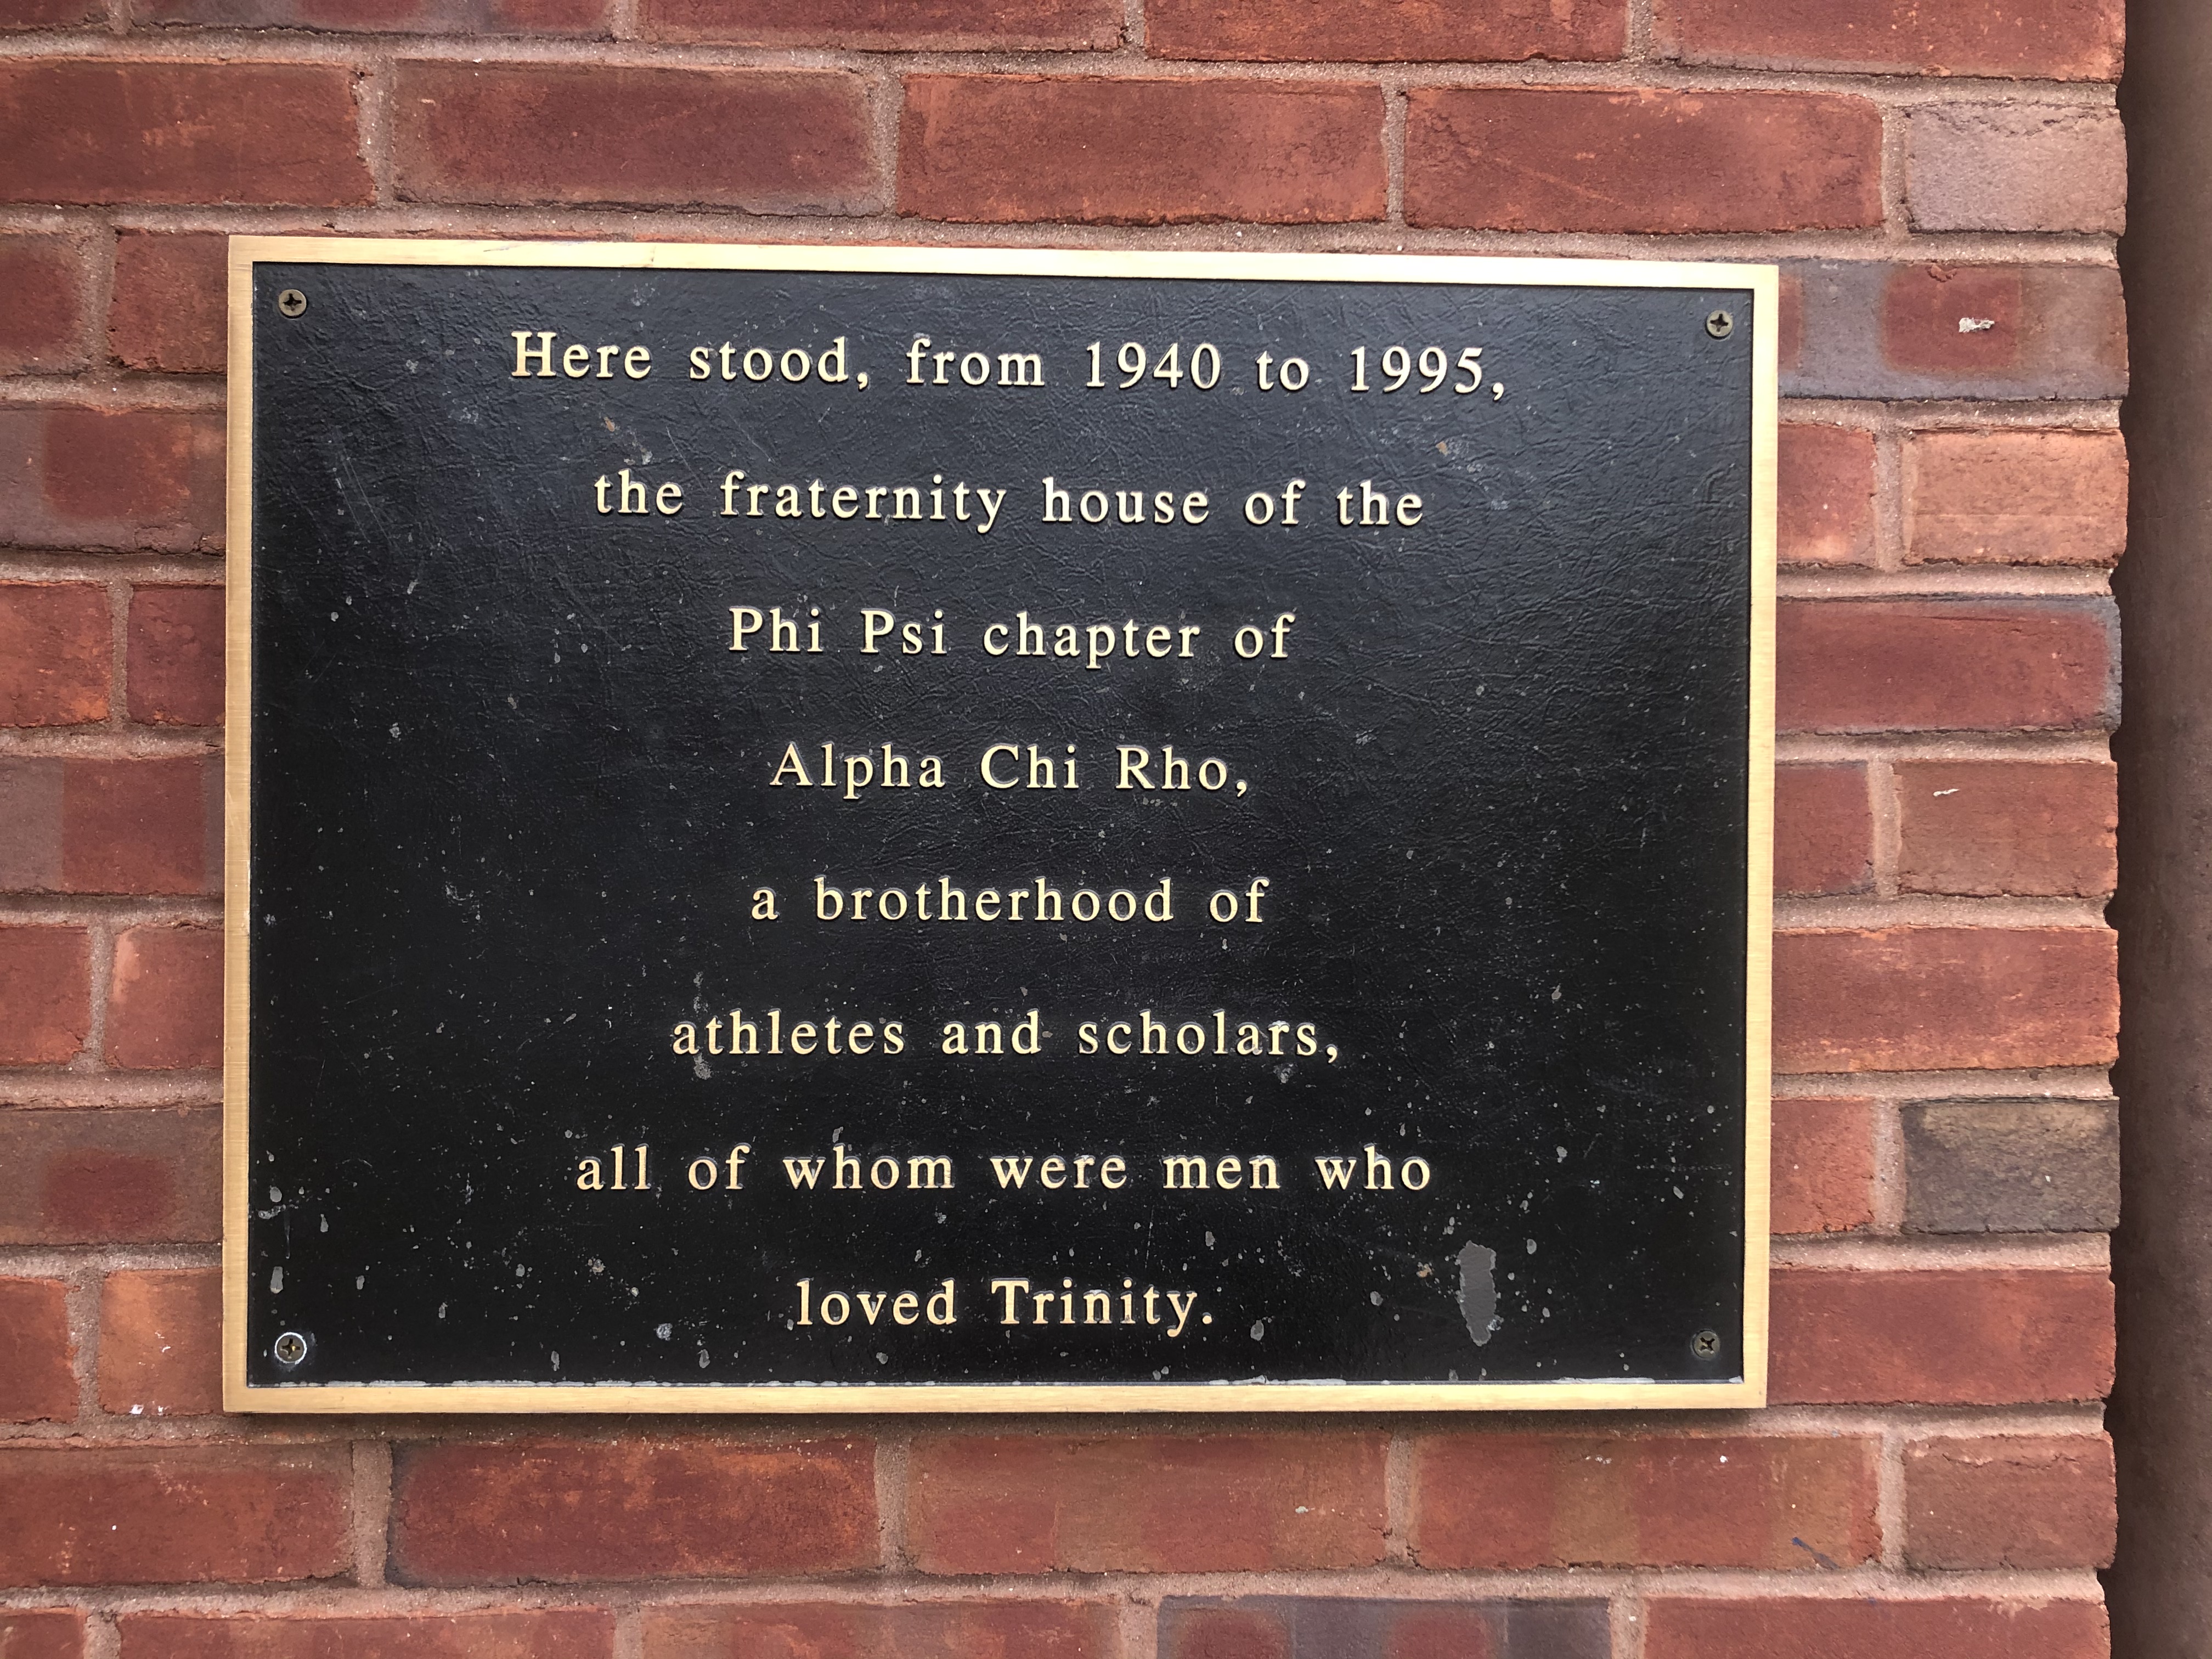 Here stood, from 1940 to 1995,
the fraternity house of the
Phi Psi chapter of
Alpha Chi Rho,
a brotherhood of
athletes and scholars,
all of whom were men who
loved Trinity.